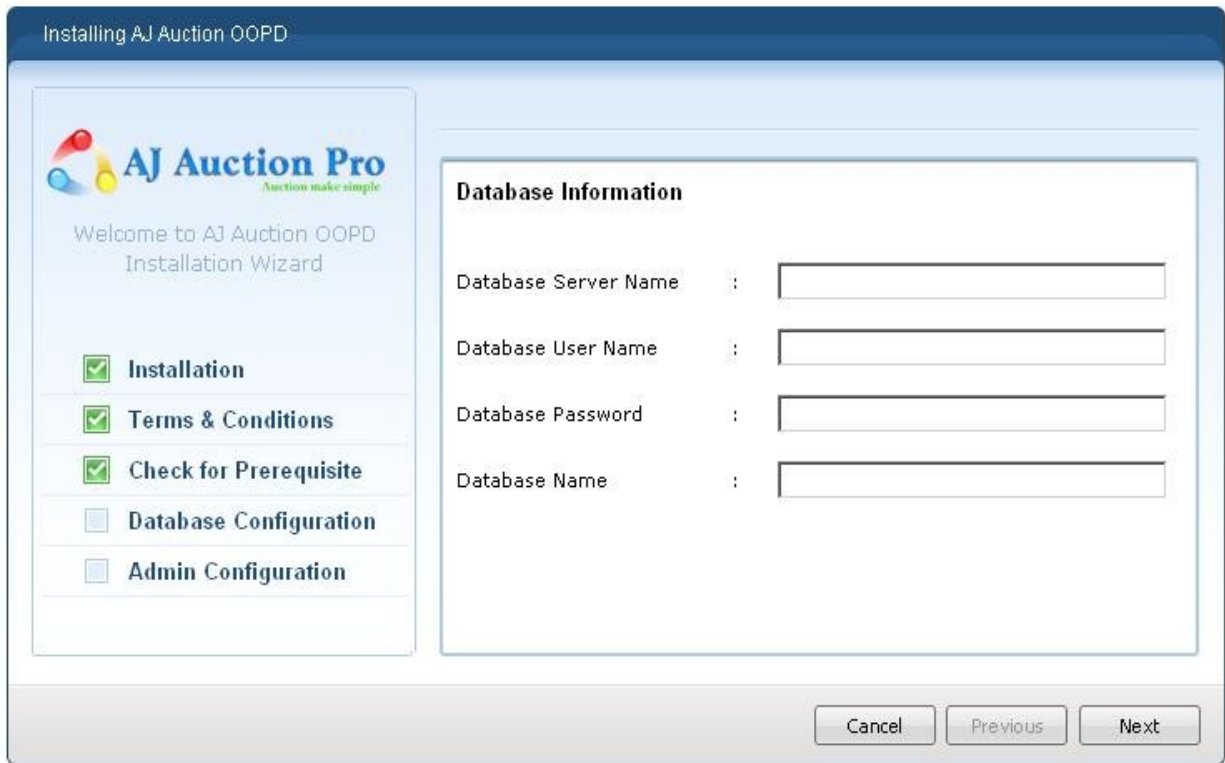 Installing AJ Auction OOPD
AJ Auction Pro
Auction make simple
Welcome to AJ Auction OOPD
Installation Wizard
Installation
Terms & Conditions
Check for Prerequisite
Database Configuration
Admin Configuration
Database Information
Database Server Name :
Database User Name :
Database Password :
Database Name :
Cancel
Previous
Next